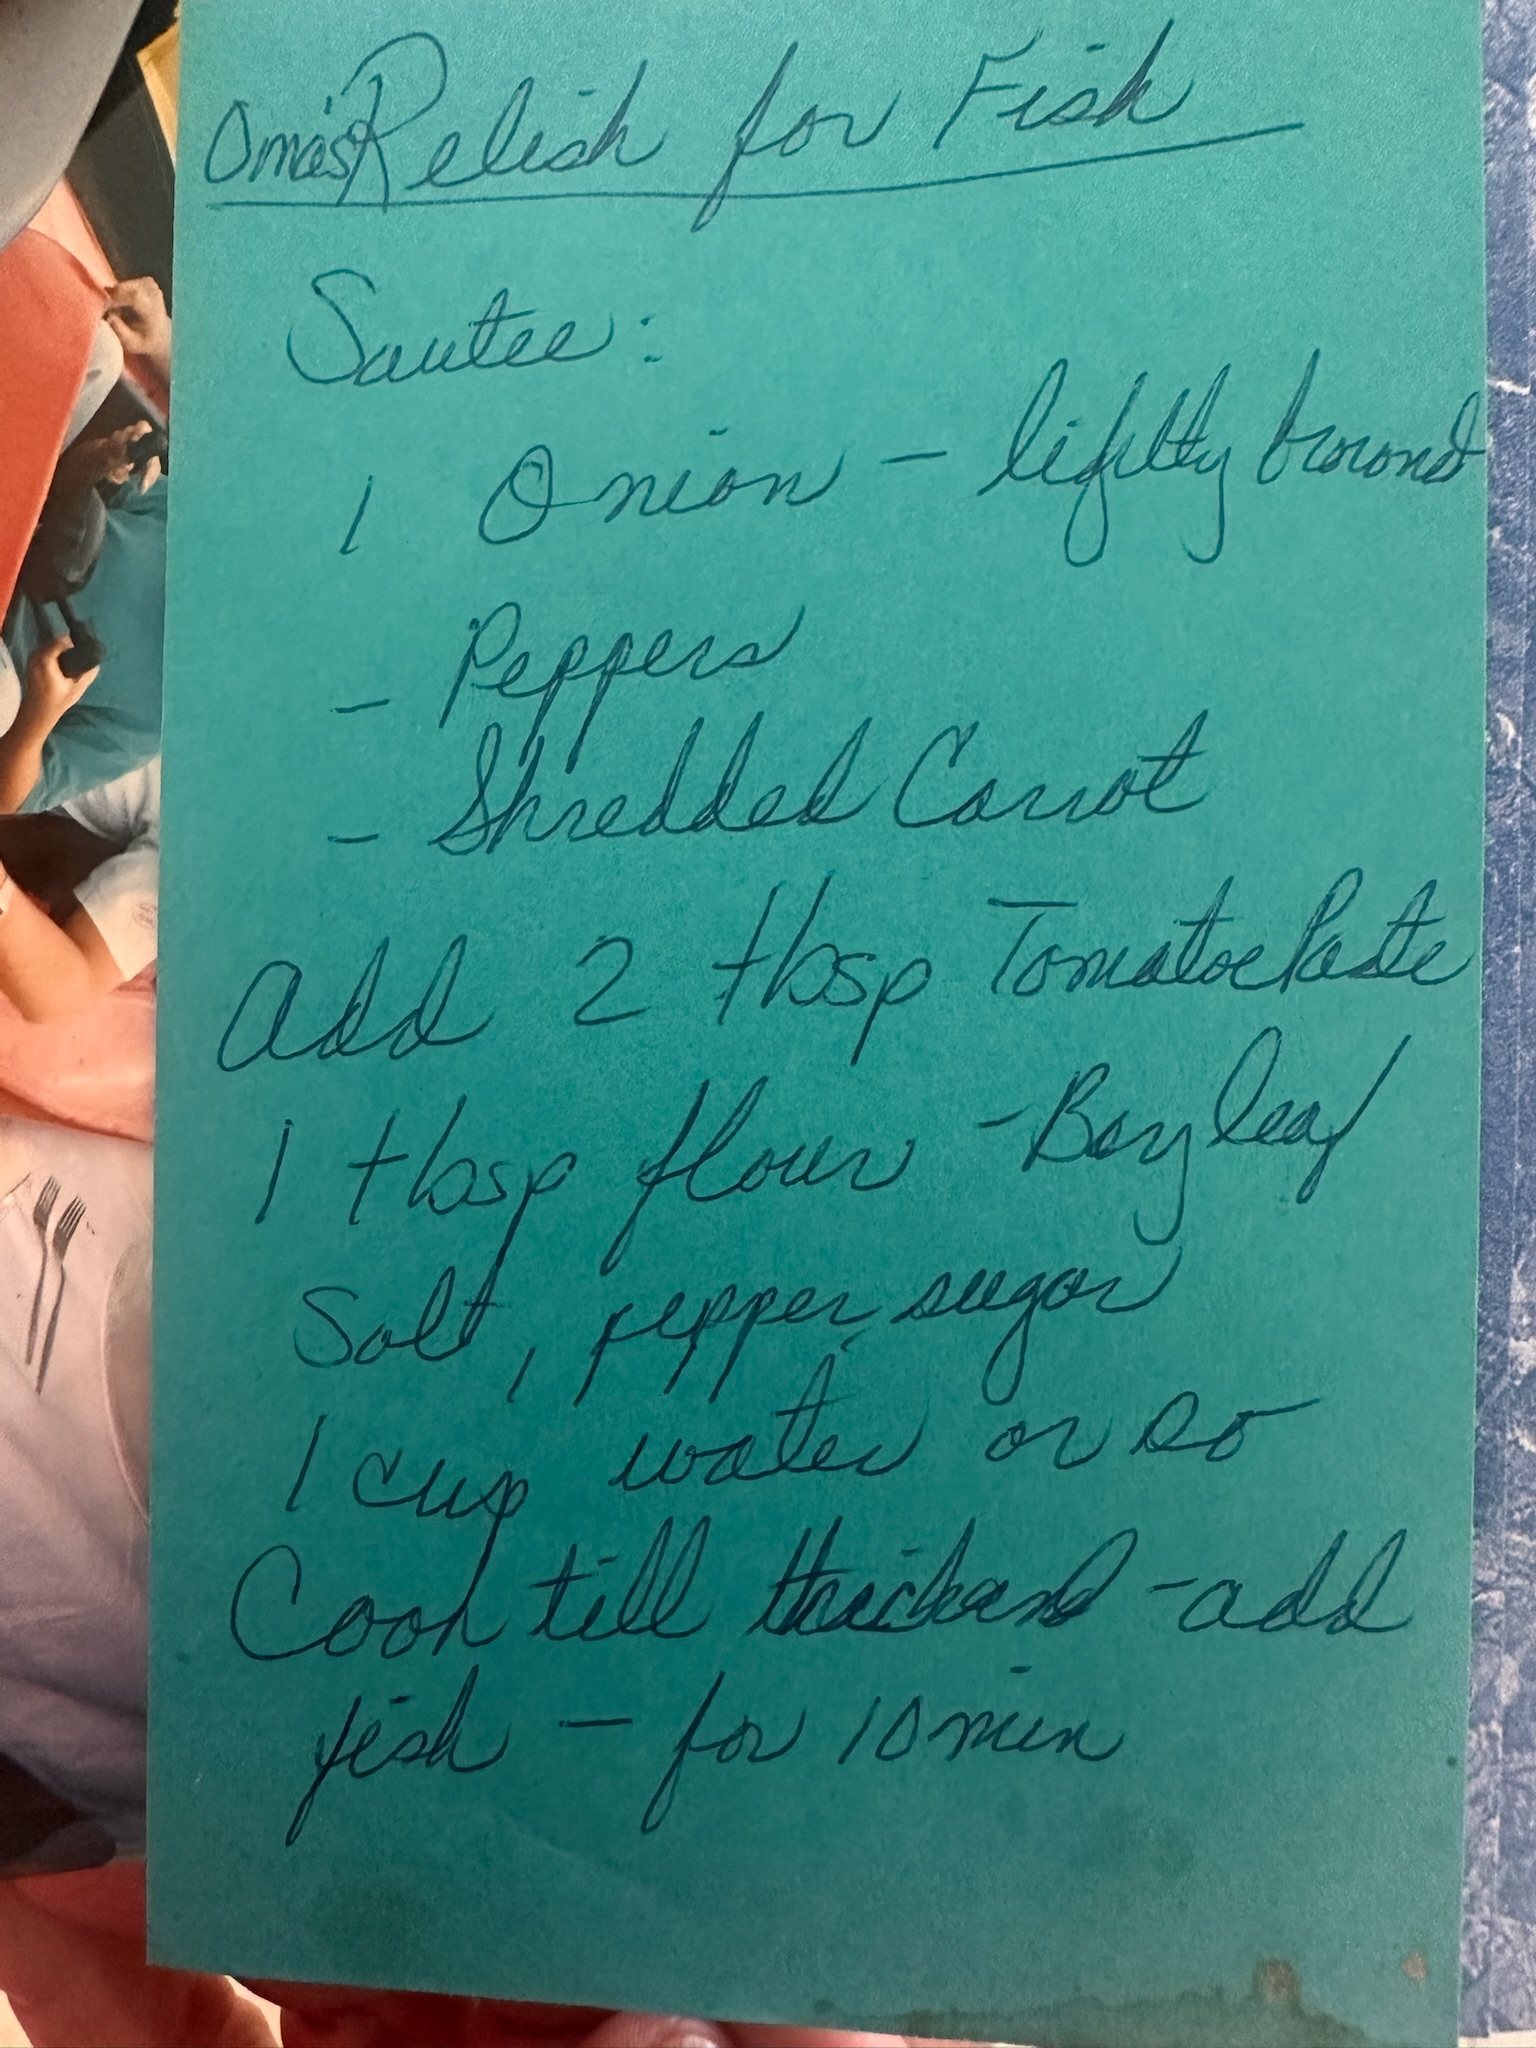 Oma's Relish for Fish
Sautee:
1 Onion - lightly browned
- Peppers
- Shredded Carrot
Add 2 tbsp Tomatoe Paste
1 tbsp flour - Bay leaf
Salt, pepper, sugar
1 cup water or so
Cook till thickened - add
fish - for 10 min